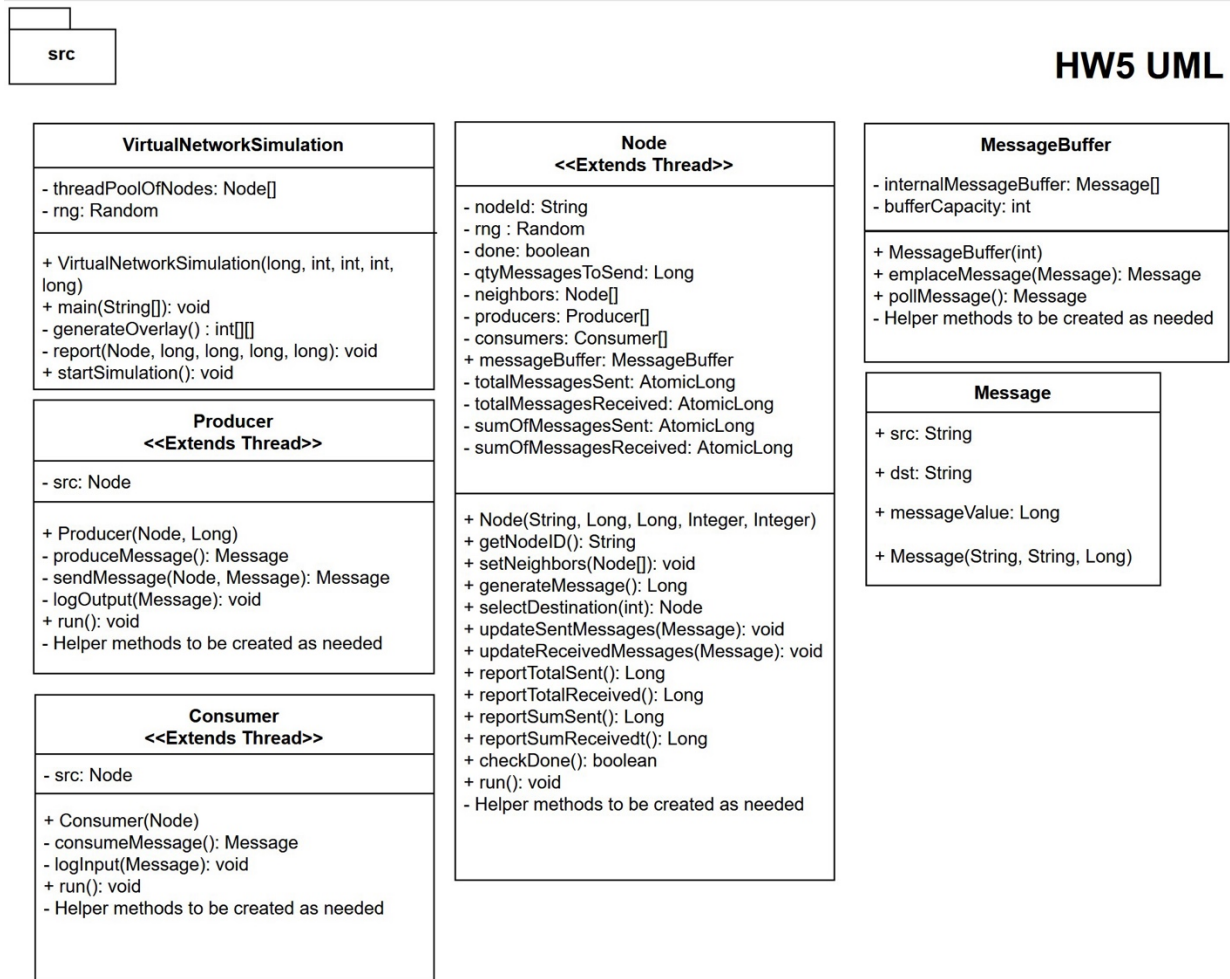 src
HW5 UML
VirtualNetworkSimulation
- threadPoolOfNodes: Node[]
- rng: Random
+ VirtualNetworkSimulation(long, int, int, int,
long)
+ main(String[]): void
- generateOverlay() : int[][]
- report(Node, long, long, long, long): void
+ startSimulation(): void
Producer
<<Extends Thread>>
- src: Node
+ Producer(Node, Long)
- produceMessage(): Message
- sendMessage(Node, Message): Message
- logOutput(Message): void
+ run(): void
- Helper methods to be created as needed
Consumer
<<Extends Thread>>
- src: Node
+ Consumer(Node)
- consumeMessage(): Message
- logInput(Message): void
+ run(): void
- Helper methods to be created as needed
Node
<<Extends Thread>>
- nodeId: String
- rng : Random
- done: boolean
- qtyMessagesToSend: Long
- neighbors: Node[]
- producers: Producer[]
- consumers: Consumer[]
+ messageBuffer: MessageBuffer
- totalMessagesSent: AtomicLong
- totalMessagesReceived: AtomicLong
- sumOfMessagesSent: AtomicLong
- sumOfMessagesReceived: AtomicLong
+ Node(String, Long, Long, Integer, Integer)
+ getNodeID(): String
+ setNeighbors(Node[]): void
+ generateMessage(): Long
+ selectDestination(int): Node
+ updateSentMessages(Message): void
+ updateReceivedMessages(Message): void
+ reportTotalSent(): Long
+ reportTotalReceived(): Long
+ reportSumSent(): Long
+ reportSumReceivedt(): Long
+ checkDone(): boolean
+ run(): void
- Helper methods to be created as needed
MessageBuffer
- internalMessageBuffer: Message[]
- bufferCapacity: int
+ MessageBuffer(int)
+ emplaceMessage(Message): Message
+ pollMessage(): Message
- Helper methods to be created as needed
Message
+ src: String
+ dst: String
+ messageValue: Long
+ Message(String, String, Long)